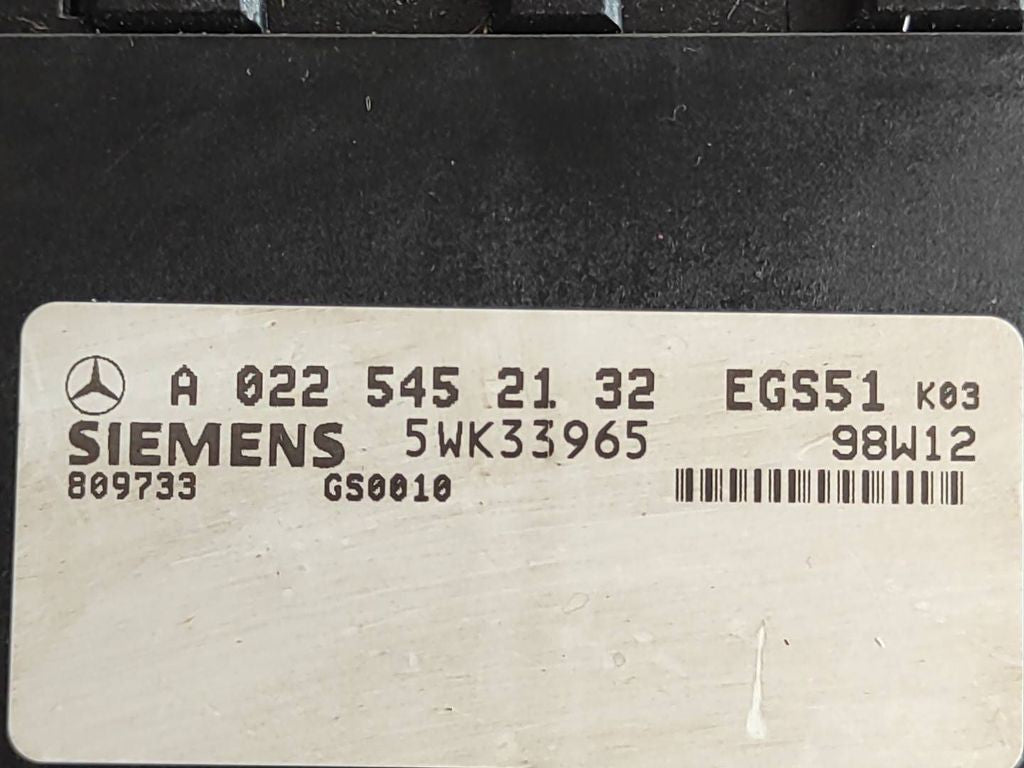 A 022 545 21 32 EGS51 K03
SIEMENS 5WK33965 98W12
809733 GS0010